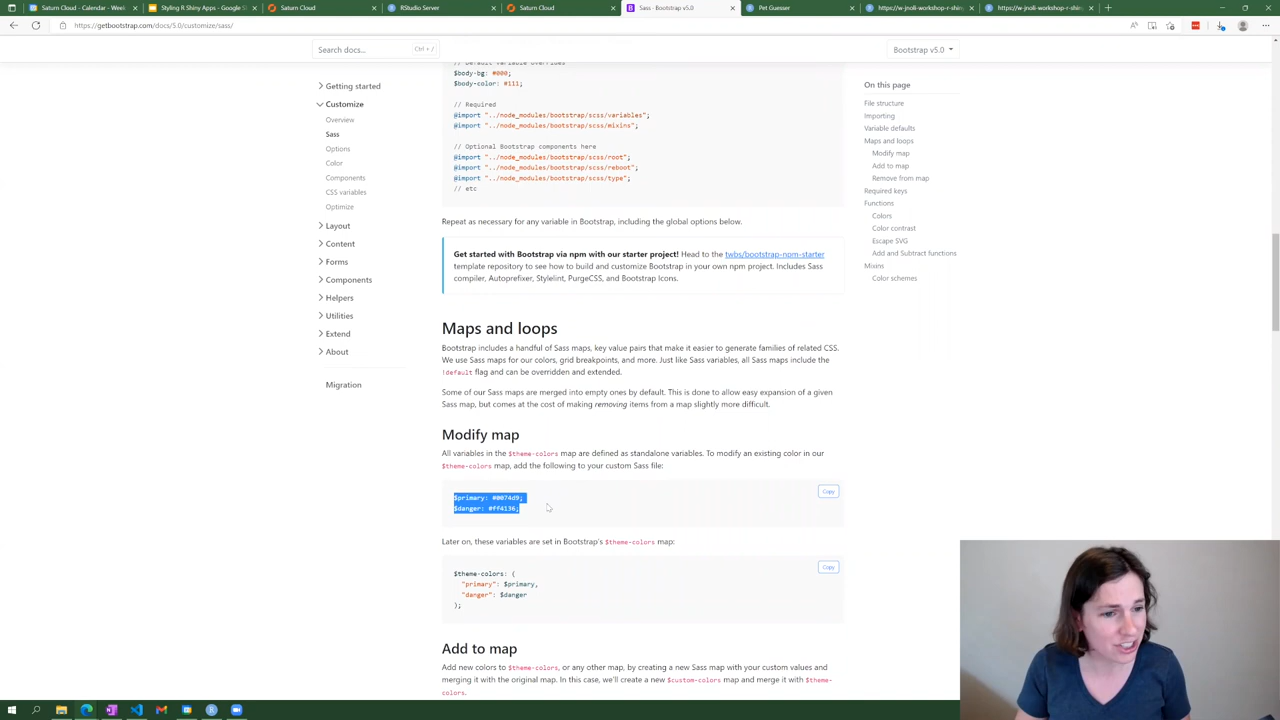 Saturn Cloud - Calendar - Week
Styling R Shiny Apps - Google S
Saturn Cloud
RStudio Server
Saturn Cloud
Sass · Bootstrap v5.0
Pet Guesser
https://w-jnoli-workshop-r-shiny
https://w-jnoli-workshop-r-shiny
https://getbootstrap.com/docs/5.0/customize/sass/
Search docs...
Ctrl + /
Bootstrap v5.0
Getting started
Customize
Overview
Sass
Options
Color
Components
CSS variables
Optimize
Layout
Content
Forms
Components
Helpers
Utilities
Extend
About
Migration
// Default variable overrides
$body-bg: #000;
$body-color: #111;
// Required
@import "../node_modules/bootstrap/scss/variables";
@import "../node_modules/bootstrap/scss/mixins";
// Optional Bootstrap components here
@import "../node_modules/bootstrap/scss/root";
@import "../node_modules/bootstrap/scss/reboot";
@import "../node_modules/bootstrap/scss/type";
// etc
Repeat as necessary for any variable in Bootstrap, including the global options below.
Get started with Bootstrap via npm with our starter project! Head to the twbs/bootstrap-npm-starter
template repository to see how to build and customize Bootstrap in your own npm project. Includes Sass
compiler, Autoprefixer, Stylelint, PurgeCSS, and Bootstrap Icons.
Maps and loops
Bootstrap includes a handful of Sass maps, key value pairs that make it easier to generate families of related CSS.
We use Sass maps for our colors, grid breakpoints, and more. Just like Sass variables, all Sass maps include the
!default flag and can be overridden and extended.
Some of our Sass maps are merged into empty ones by default. This is done to allow easy expansion of a given
Sass map, but comes at the cost of making removing items from a map slightly more difficult.
Modify map
All variables in the $theme-colors map are defined as standalone variables. To modify an existing color in our
$theme-colors map, add the following to your custom Sass file:
Copy
$primary: #0074d9;
$danger: #ff4136;
Later on, these variables are set in Bootstrap's $theme-colors map:
Copy
$theme-colors: (
"primary": $primary,
"danger": $danger
);
Add to map
Add new colors to $theme-colors, or any other map, by creating a new Sass map with your custom values and
merging it with the original map. In this case, we'll create a new $custom-colors map and merge it with $theme-
colors.
On this page
File structure
Importing
Variable defaults
Maps and loops
Modify map
Add to map
Remove from map
Required keys
Functions
Colors
Color contrast
Escape SVG
Add and Subtract functions
Mixins
Color schemes